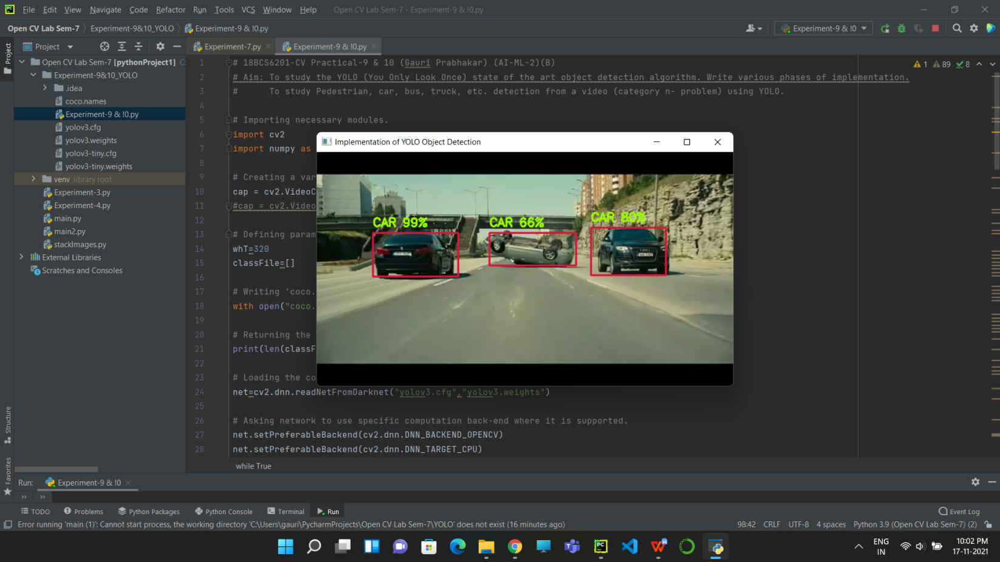 File Edit View Navigate Code Refactor Run Tools VCS Window Help Open CV Lab Sem-7 - Experiment-9 & !0.py
Open CV Lab Sem-7 Experiment-9&10_YOLO Experiment-9 & !0.py Experiment-9 & !0
Project Experiment-7.py Experiment-9 & !0.py
Project
Structure
Favorites
Open CV Lab Sem-7 [pythonProject1] C:
Experiment-9&10_YOLO
.idea
coco.names
Experiment-9 & !0.py
yolov3.cfg
yolov3.weights
yolov3-tiny.cfg
yolov3-tiny.weights
venv library root
Experiment-3.py
Experiment-4.py
main.py
main2.py
stackImages.py
External Libraries
Scratches and Consoles
1 89 8
1 # 18BCS6201-CV Practical-9 & 10 (Gauri Prabhakar) (AI-ML-2)(B)
2 # Aim: To study the YOLO (You Only Look Once) state of the art object detection algorithm. Write various phases of implementation.
3 # To study Pedestrian, car, bus, truck, etc. detection from a video (category n- problem) using YOLO.
4
5 # Importing necessary modules.
6 import cv2
7 import numpy as
8
9 # Creating a var
10 cap = cv2.VideoC
11 #cap = cv2.Video
12
13 # Defining param
14 whT=320
15 classFile=[]
16
17 # Writing 'coco.
18 with open("coco.
19
20 # Returning the
21 print(len(classF
22
23 # Loading the co
24 net=cv2.dnn.readNetFromDarknet("yolov3.cfg","yolov3.weights")
25
26 # Asking network to use specific computation back-end where it is supported.
27 net.setPreferableBackend(cv2.dnn.DNN_BACKEND_OPENCV)
28 net.setPreferableBackend(cv2.dnn.DNN_TARGET_CPU)
while True
Implementation of YOLO Object Detection
CAR 99% CAR 66% CAR 80%
Run: Experiment-9 & !0
TODO Problems Python Packages Python Console Terminal Run Event Log
Error running 'main (1)': Cannot start process, the working directory 'C:\Users\gauri\PycharmProjects\Open CV Lab Sem-7\YOLO' does not exist (16 minutes ago) 98:42 CRLF UTF-8 4 spaces Python 3.9 (Open CV Lab Sem-7) (2)
ENG
IN
10:02 PM
17-11-2021